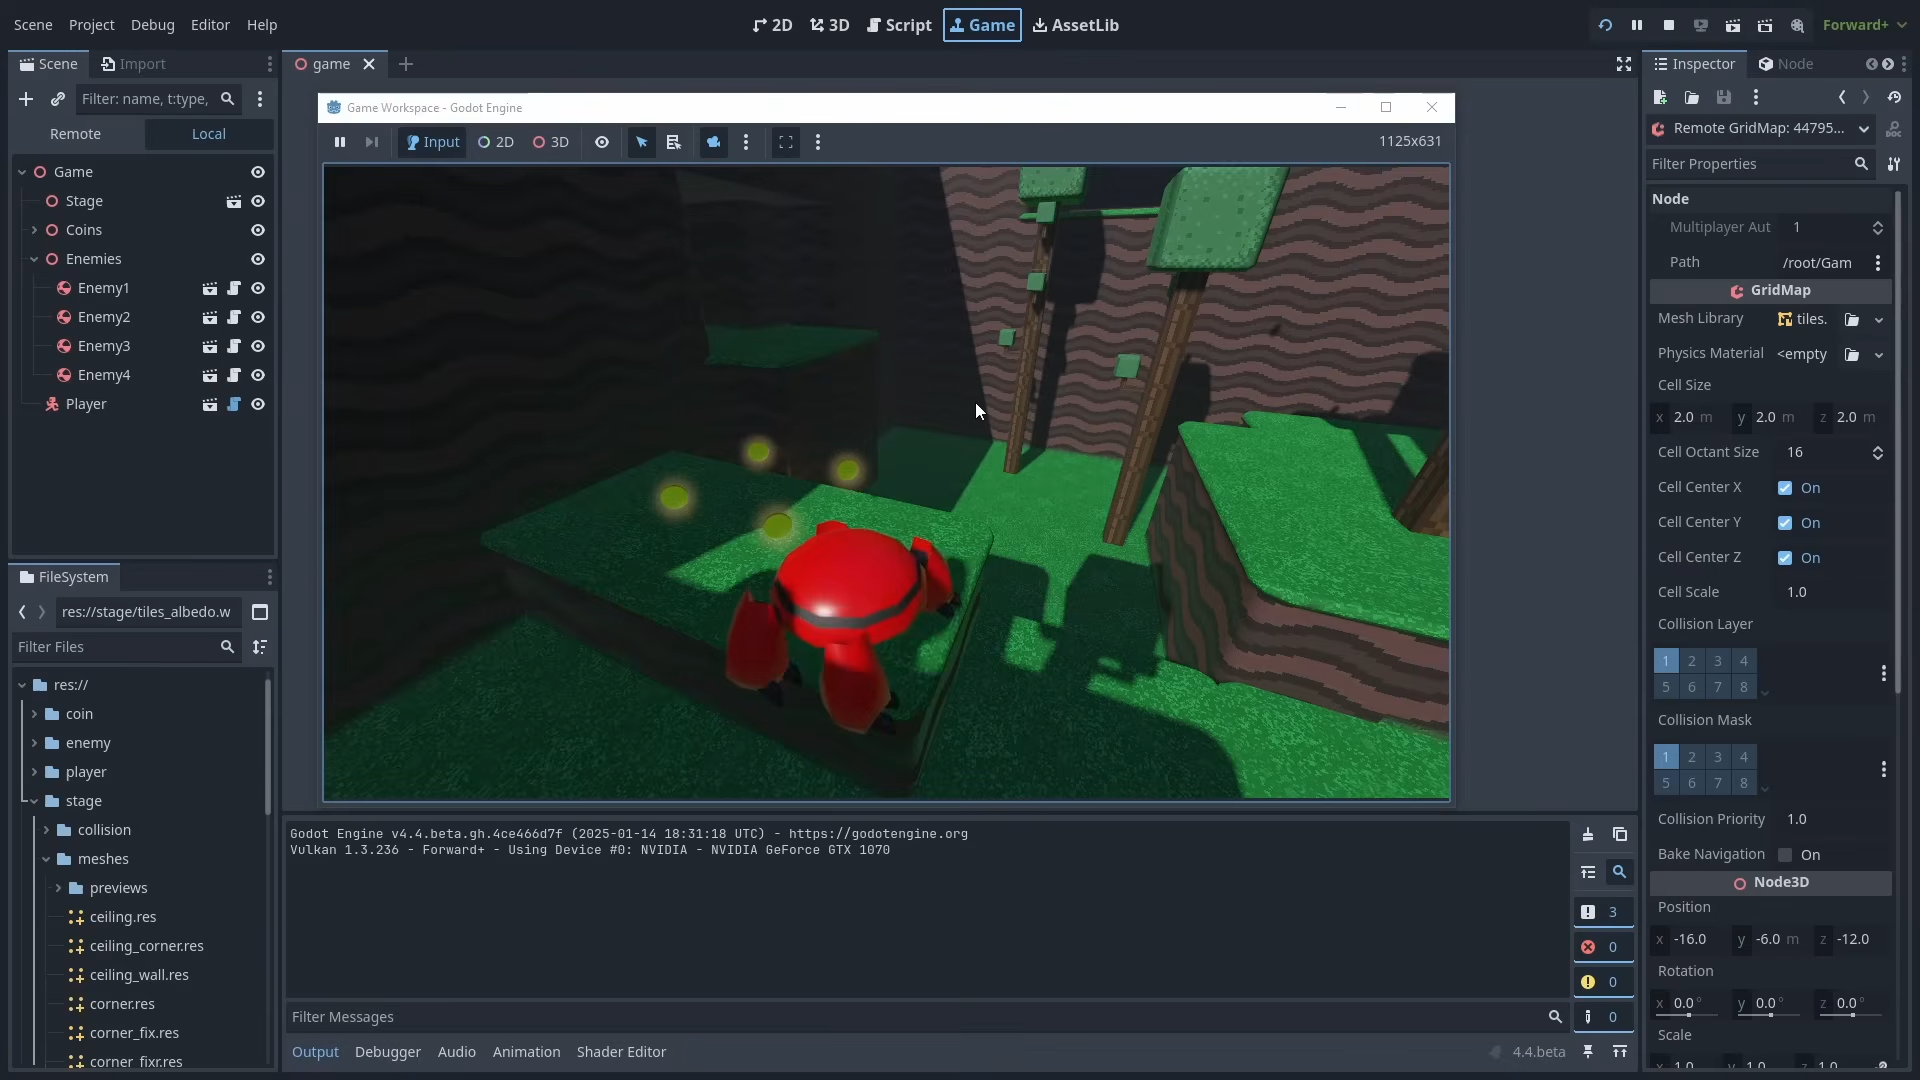 Scene Project Debug Editor Help
2D 3D Script Game AssetLib
Forward+
Scene Import
Filter: name, t:type,
Remote Local
Game
Stage
Coins
Enemies
Enemy1
Enemy2
Enemy3
Enemy4
Player
FileSystem
res://stage/tiles_albedo.w
Filter Files
res://
coin
enemy
player
stage
collision
meshes
previews
ceiling.res
ceiling_corner.res
ceiling_wall.res
corner.res
corner_fix.res
corner_fixr.res
game
Game Workspace - Godot Engine
Input 2D 3D 1125x631
Godot Engine v4.4.beta.gh.4ce466d7f (2025-01-14 18:31:18 UTC) - https://godotengine.org
Vulkan 1.3.236 - Forward+ - Using Device #0: NVIDIA - NVIDIA GeForce GTX 1070
3
0
0
0
Filter Messages
Output Debugger Audio Animation Shader Editor 4.4.beta
Inspector Node
Remote GridMap: 44795...
DOC
Filter Properties
Node
Multiplayer Aut 1
Path /root/Gam
GridMap
Mesh Library tiles.
Physics Material <empty
Cell Size
x 2.0 m y 2.0 m z 2.0 m
Cell Octant Size 16
Cell Center X On
Cell Center Y On
Cell Center Z On
Cell Scale 1.0
Collision Layer
1 2 3 4
5 6 7 8
Collision Mask
1 2 3 4
5 6 7 8
Collision Priority 1.0
Bake Navigation On
Node3D
Position
x -16.0 y -6.0 m z -12.0
Rotation
x 0.0° y 0.0° z 0.0°
Scale
1.0 1.0 1.0